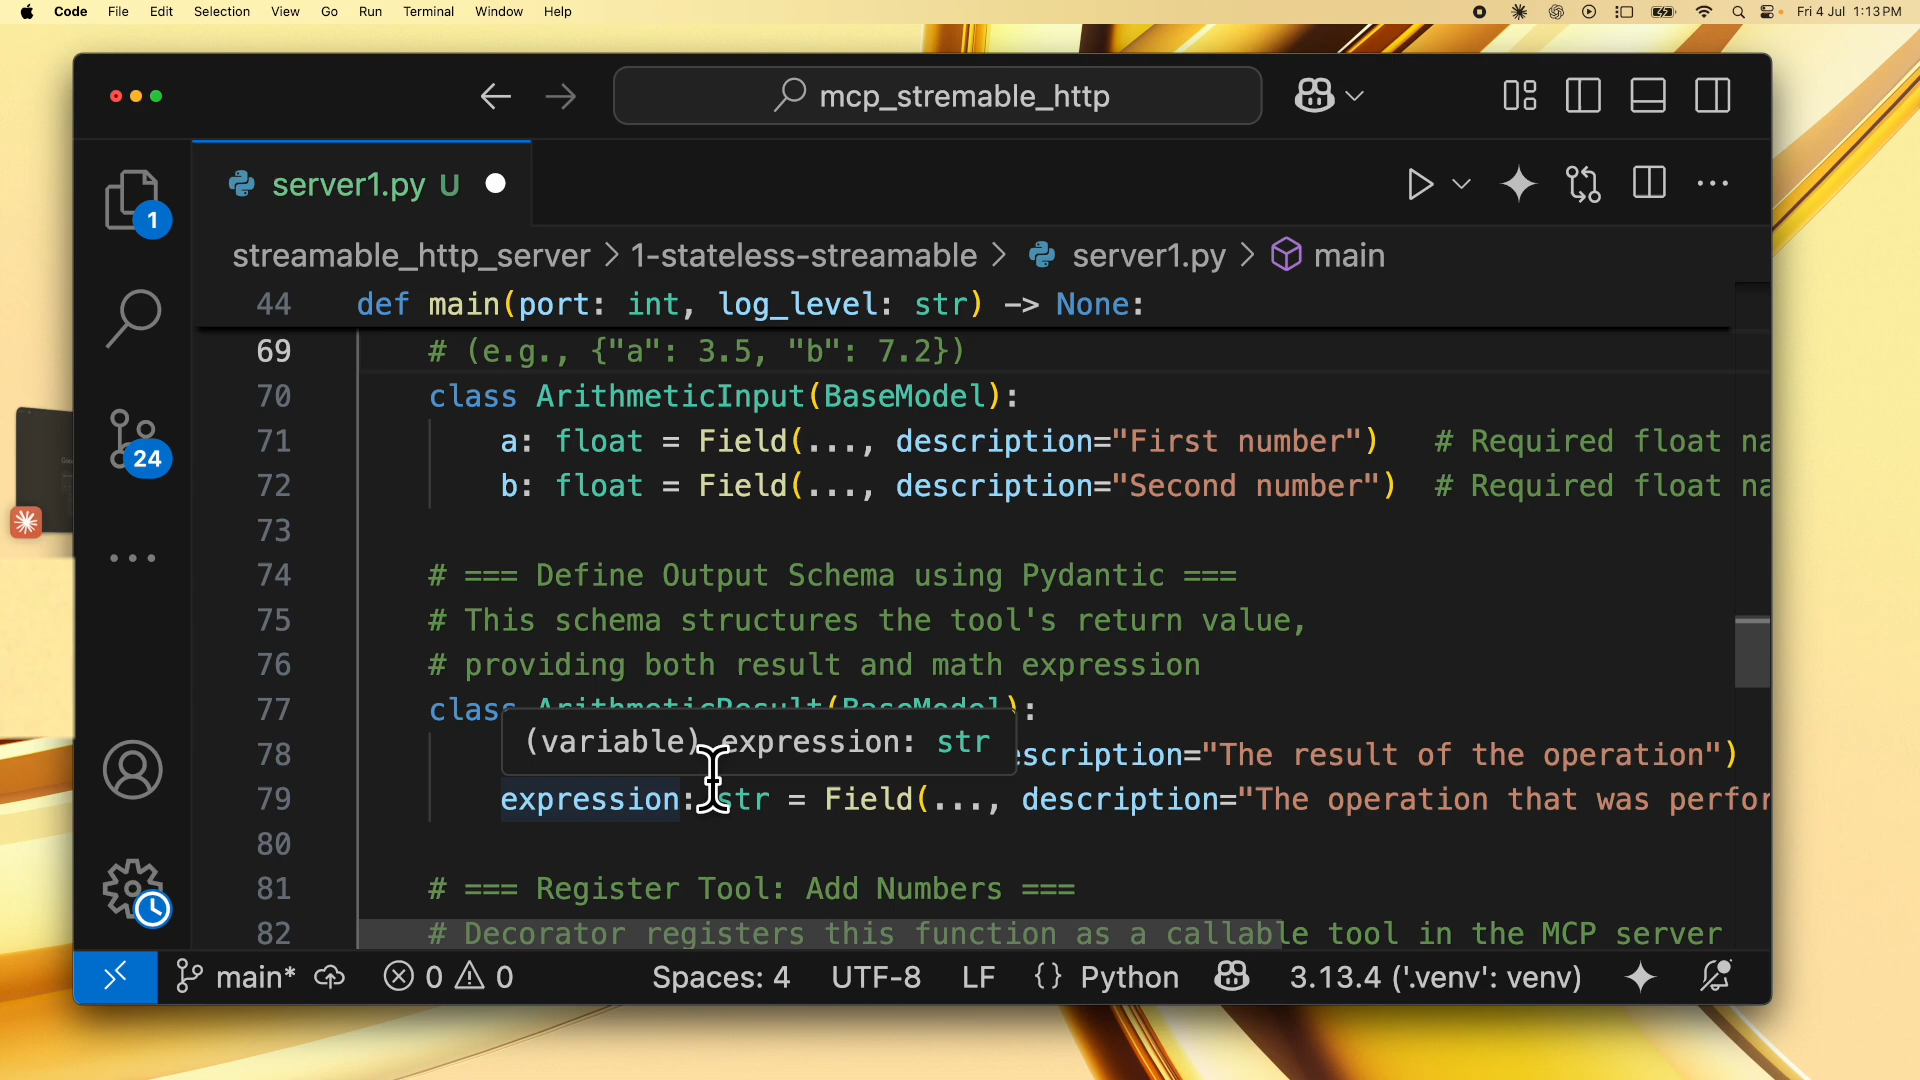 Code File Edit Selection View Go Run Terminal Window Help Fri 4 Jul 1:13 PM
mcp_stremable_http
server1.py U
streamable_http_server > 1-stateless-streamable > server1.py > main
44 def main(port: int, log_level: str) -> None:
69 # (e.g., {"a": 3.5, "b": 7.2})
70 class ArithmeticInput(BaseModel):
71 a: float = Field(..., description="First number") # Required float na
72 b: float = Field(..., description="Second number") # Required float na
73
74 # === Define Output Schema using Pydantic ===
75 # This schema structures the tool's return value,
76 # providing both result and math expression
77 class ArithmeticResult(BaseModel):
(variable) expression: str
78 scription="The result of the operation")
79 expression: str = Field(..., description="The operation that was perfor
80
81 # === Register Tool: Add Numbers ===
82 # Decorator registers this function as a callable tool in the MCP server
1
24
main* 0 0 Spaces: 4 UTF-8 LF {} Python 3.13.4 ('.venv': venv)